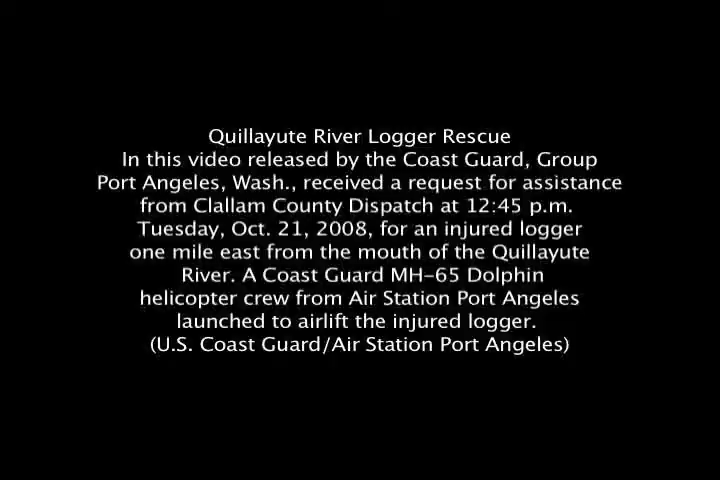 Quillayute River Logger Rescue
In this video released by the Coast Guard, Group
Port Angeles, Wash., received a request for assistance
from Clallam County Dispatch at 12:45 p.m.
Tuesday, Oct. 21, 2008, for an injured logger
one mile east from the mouth of the Quillayute
River. A Coast Guard MH-65 Dolphin
helicopter crew from Air Station Port Angeles
launched to airlift the injured logger.
(U.S. Coast Guard/Air Station Port Angeles)